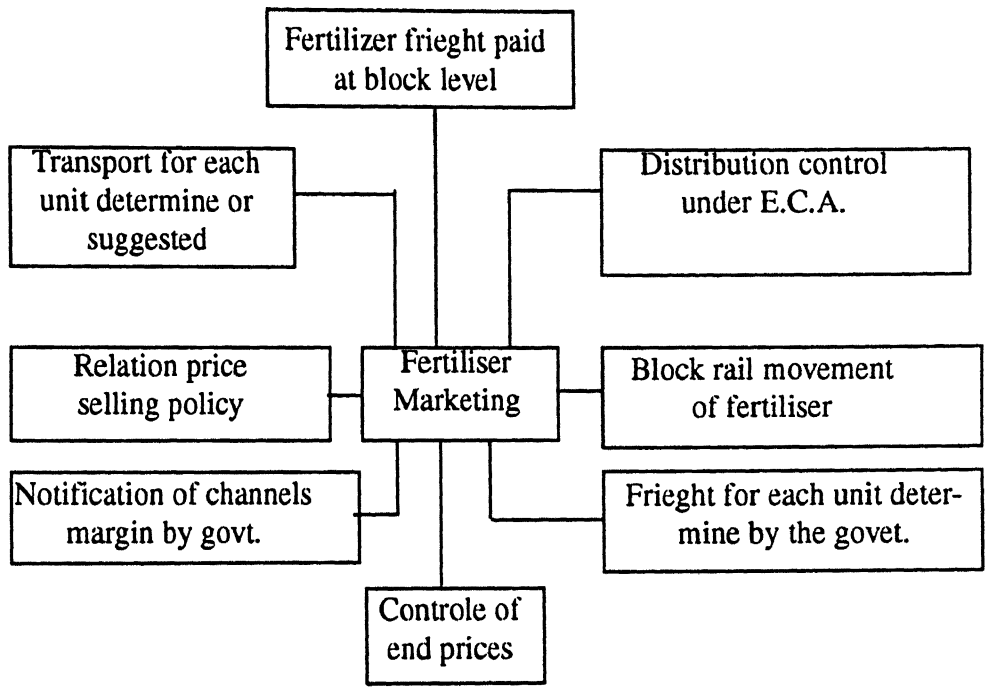 Fertilizer frieght paid
at block level
Transport for each
unit determine or
suggested
Distribution control
under E.C.A.
Relation price
selling policy
Fertiliser
Marketing
Block rail movement
of fertiliser
Notification of channels
margin by govt.
Frieght for each unit deter-
mine by the govet.
Controle of
end prices